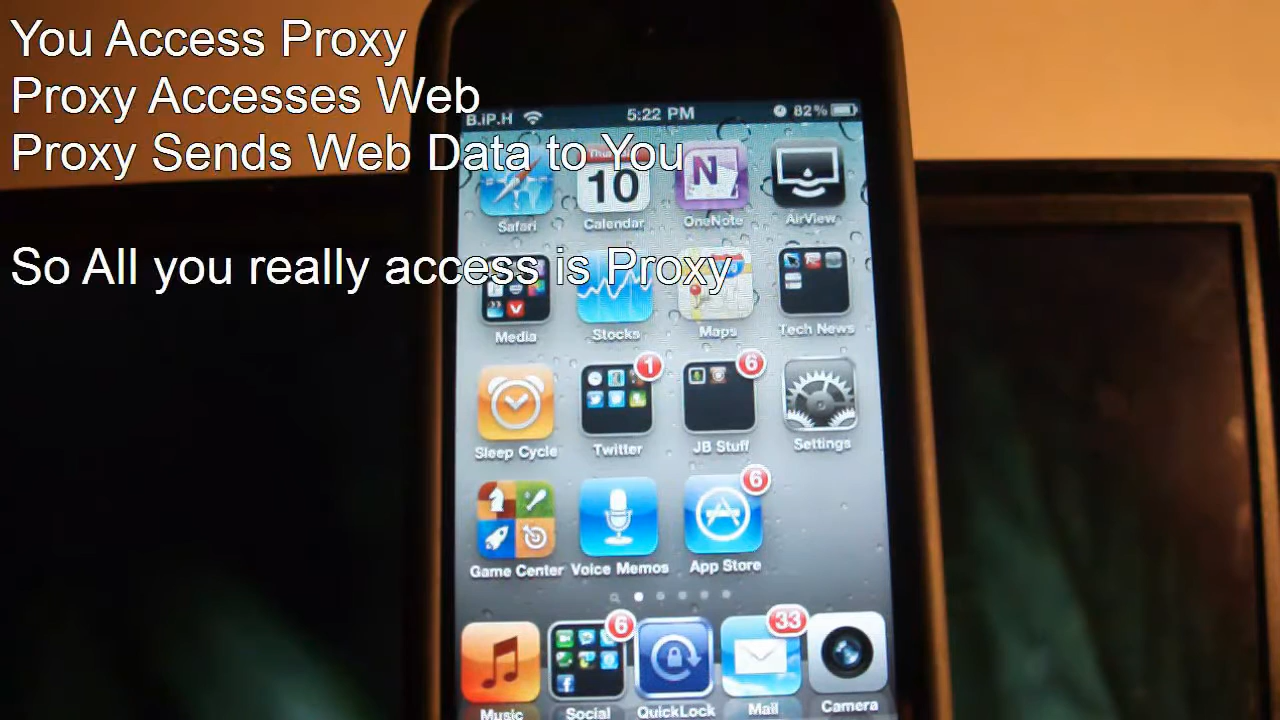 You Access Proxy
Proxy Accesses Web
Proxy Sends Web Data to You
So All you really access is Proxy
B.iP.H
5:22 PM
82%
10
N
Safari
Calendar
OneNote
AirView
Media
Stocks
Maps
Tech News
1
6
Sleep Cycle
Twitter
JB Stuff
Settings
6
Game Center
Voice Memos
App Store
6
33
Music
Social
QuickLock
Mail
Camera